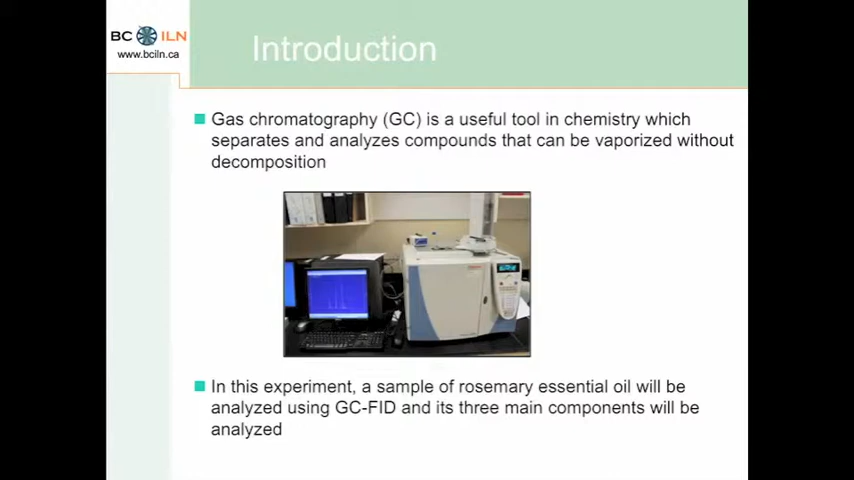 BC ILN
www.bciln.ca
Introduction
Gas chromatography (GC) is a useful tool in chemistry which
separates and analyzes compounds that can be vaporized without
decomposition
In this experiment, a sample of rosemary essential oil will be
analyzed using GC-FID and its three main components will be
analyzed